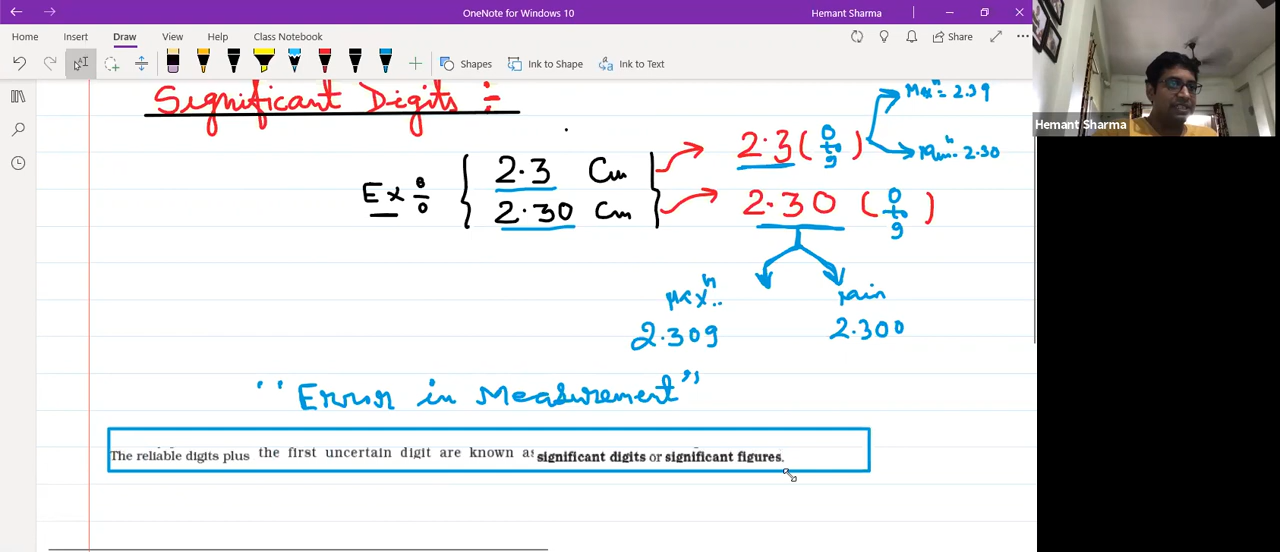 OneNote for Windows 10
Hemant Sharma
Home Insert Draw View Help Class Notebook
Share
Shapes Ink to Shape Ink to Text
Significant Digits :-
Max^n = 2.39
Min^n = 2.30
Hemant Sharma
2.3 (0 to 9)
Ex :- 2.3 Cm
2.30 Cm
2.30 (0 to 9)
Max^n
min
2.309
2.300
"Error in Measurement"
The reliable digits plus the first uncertain digit are known as significant digits or significant figures.